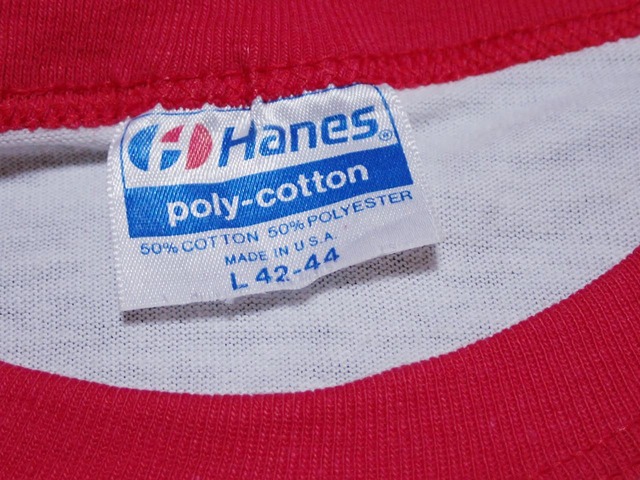 Hanes®
poly-cotton
50% COTTON 50% POLYESTER
MADE IN U.S.A.
L 42-44